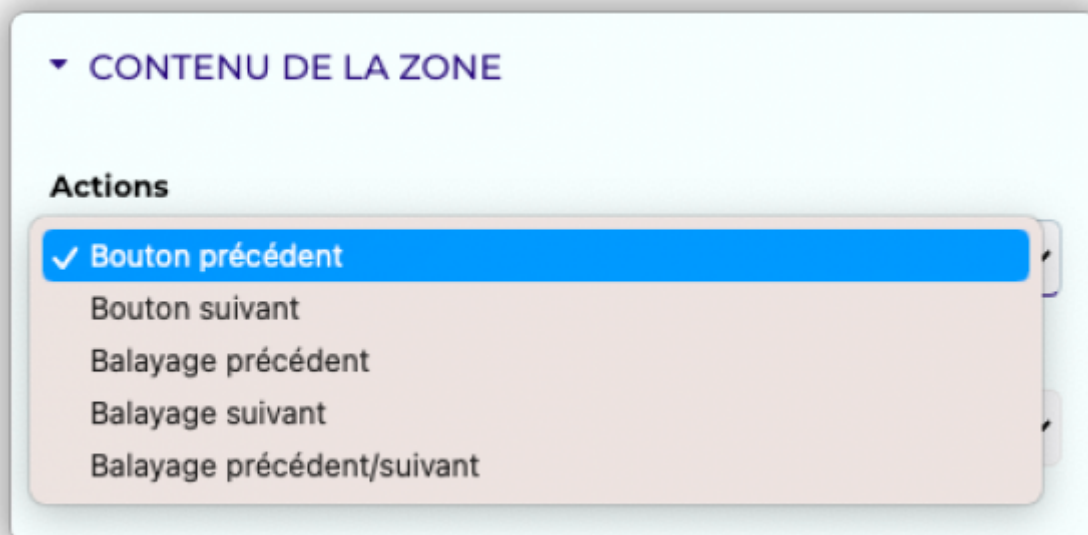 CONTENU DE LA ZONE
Actions
Bouton précédent
Bouton suivant
Balayage précédent
Balayage suivant
Balayage précédent/suivant